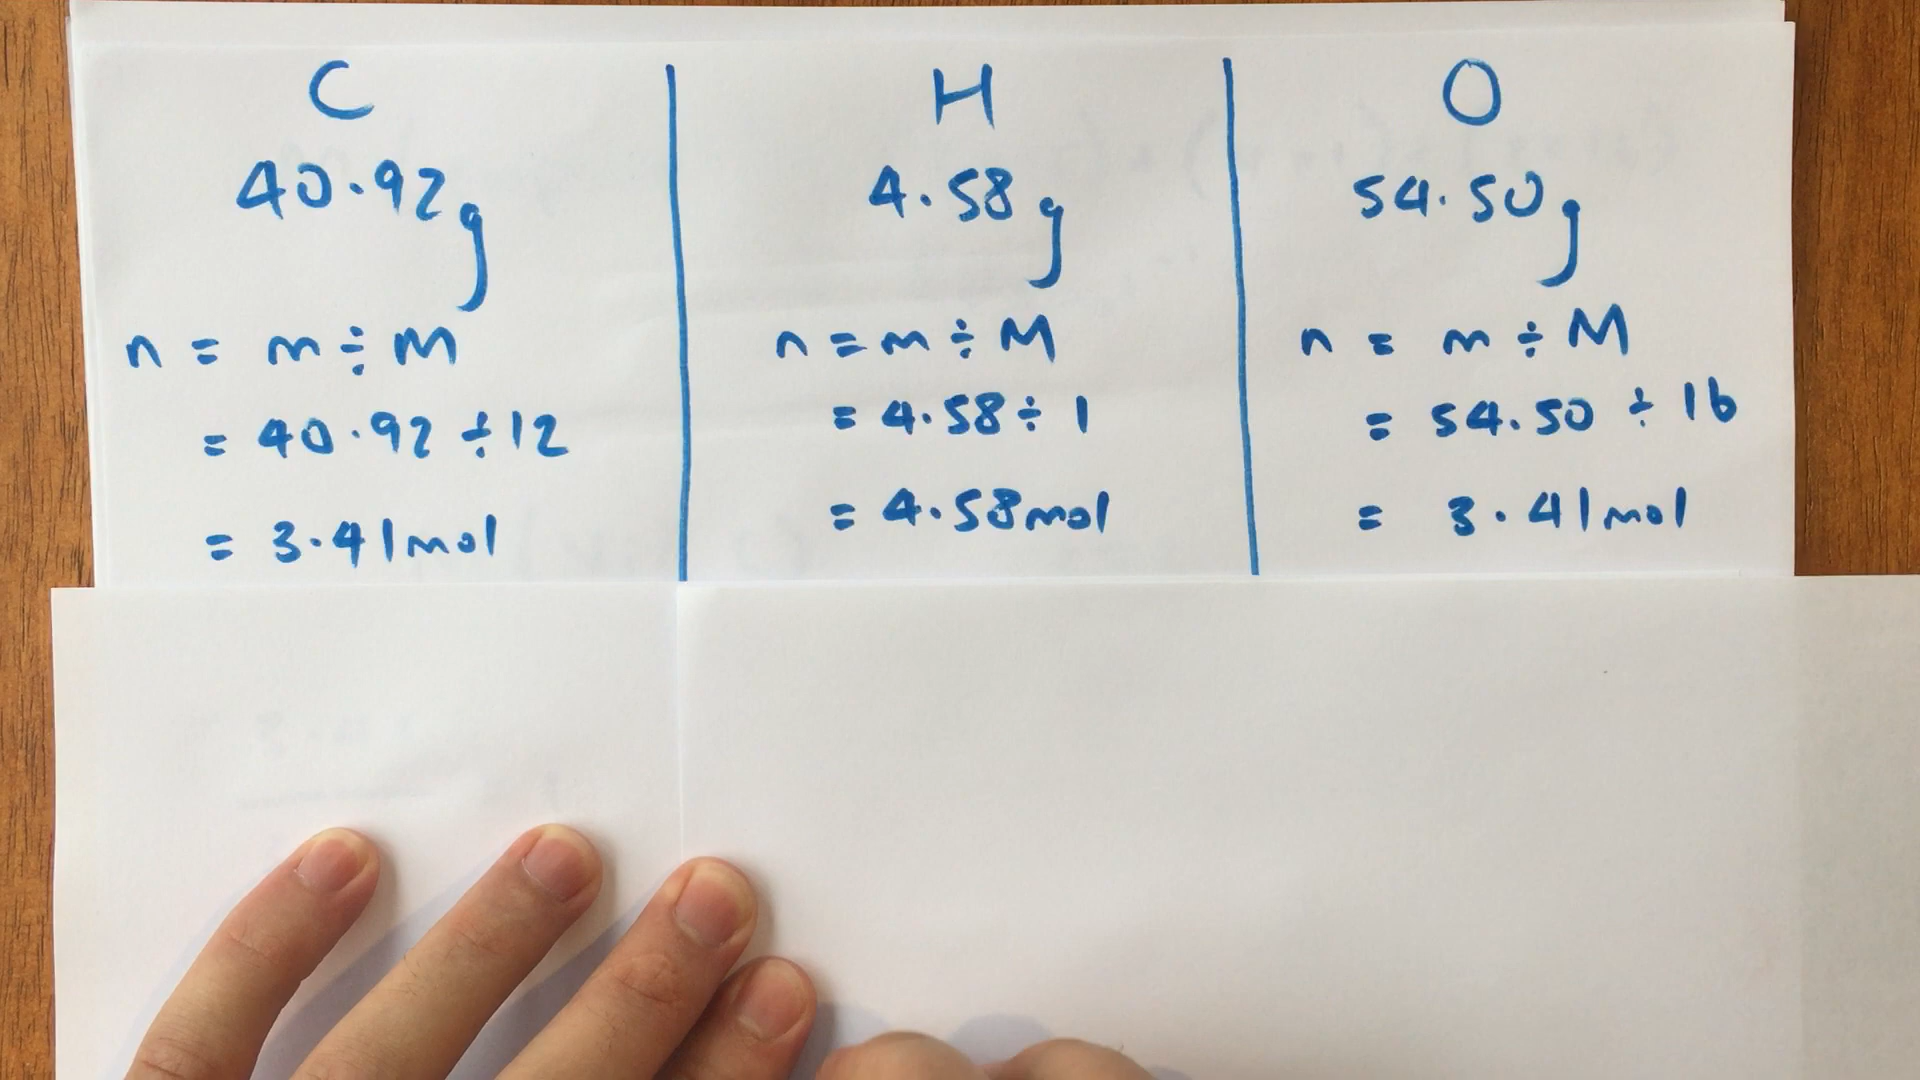 C
40.92g
n = m ÷ M
= 40.92 ÷ 12
= 3.41mol
H
4.58g
n = m ÷ M
= 4.58 ÷ 1
= 4.58mol
O
54.50g
n = m ÷ M
= 54.50 ÷ 16
= 3.41mol